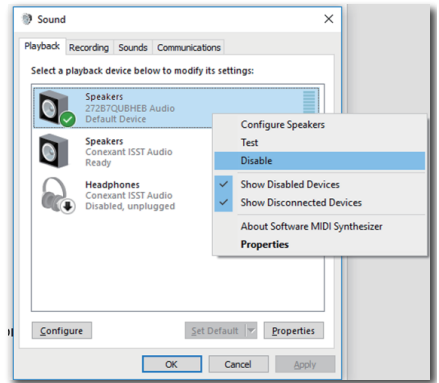 Sound
Playback Recording Sounds Communications
Select a playback device below to modify its settings:
Speakers
272B7QUBHEB Audio
Default Device
Speakers
Conexant ISST Audio
Ready
Headphones
Conexant ISST Audio
Disabled, unplugged
Configure Speakers
Test
Disable
Show Disabled Devices
Show Disconnected Devices
About Software MIDI Synthesizer
Properties
Configure Set Default Properties
OK Cancel Apply